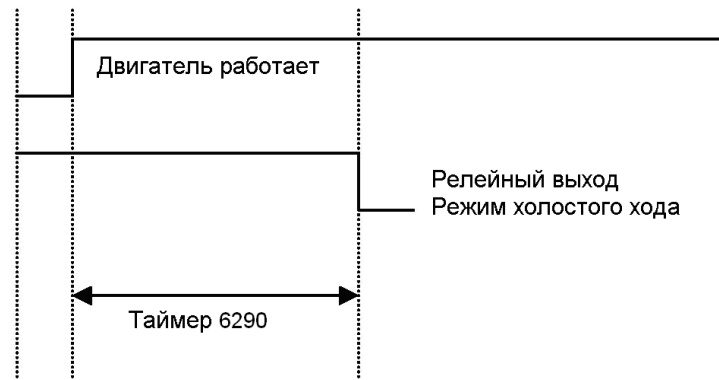 Двигатель работает
Релейный выход
Режим холостого хода
Таймер 6290